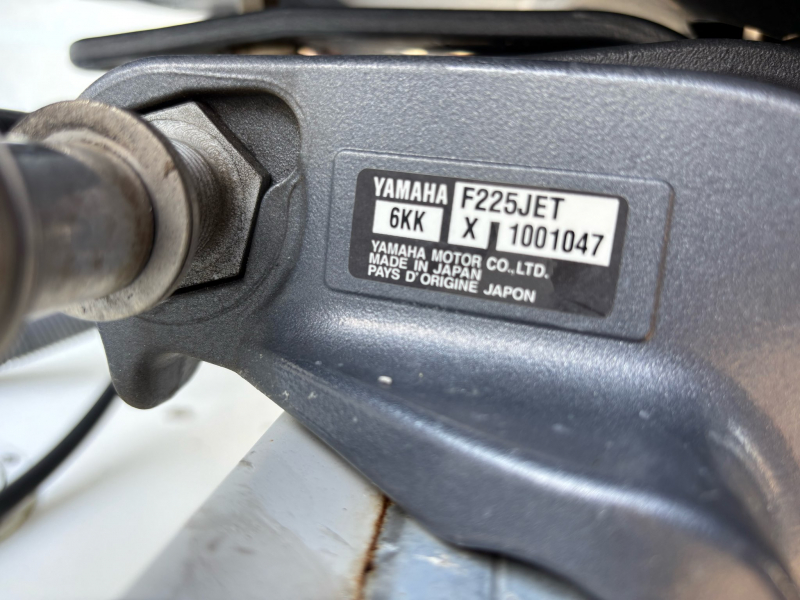 YAMAHA F225JET
6KK X 1001047
YAMAHA MOTOR CO.,LTD.
MADE IN JAPAN
PAYS D'ORIGINE JAPON